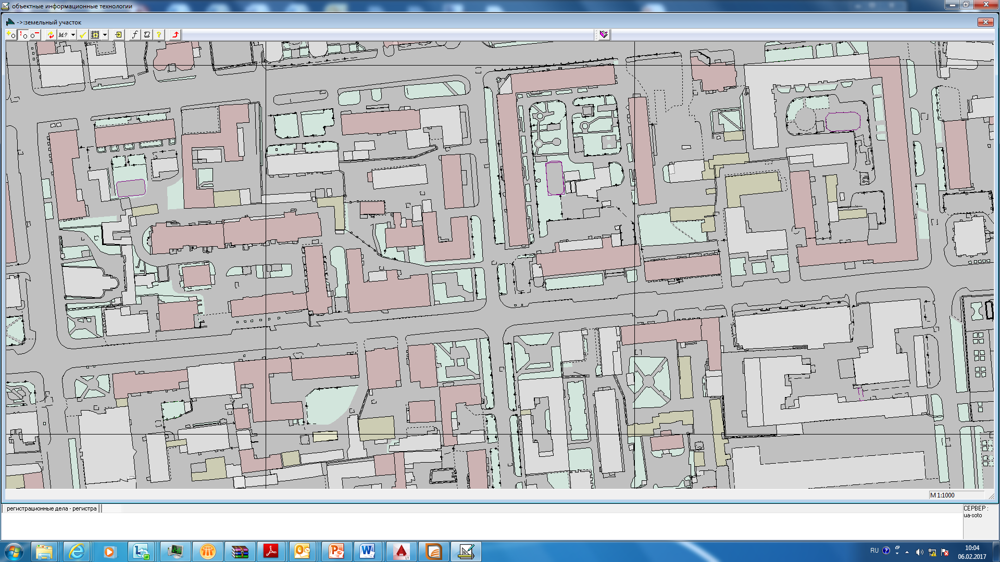 объектные информационные технологии
->:земельный участок
M:?
M 1:1000
регистрационные дела - регистра
СЕРВЕР :
ua-soto
RU
10:04
06.02.2017